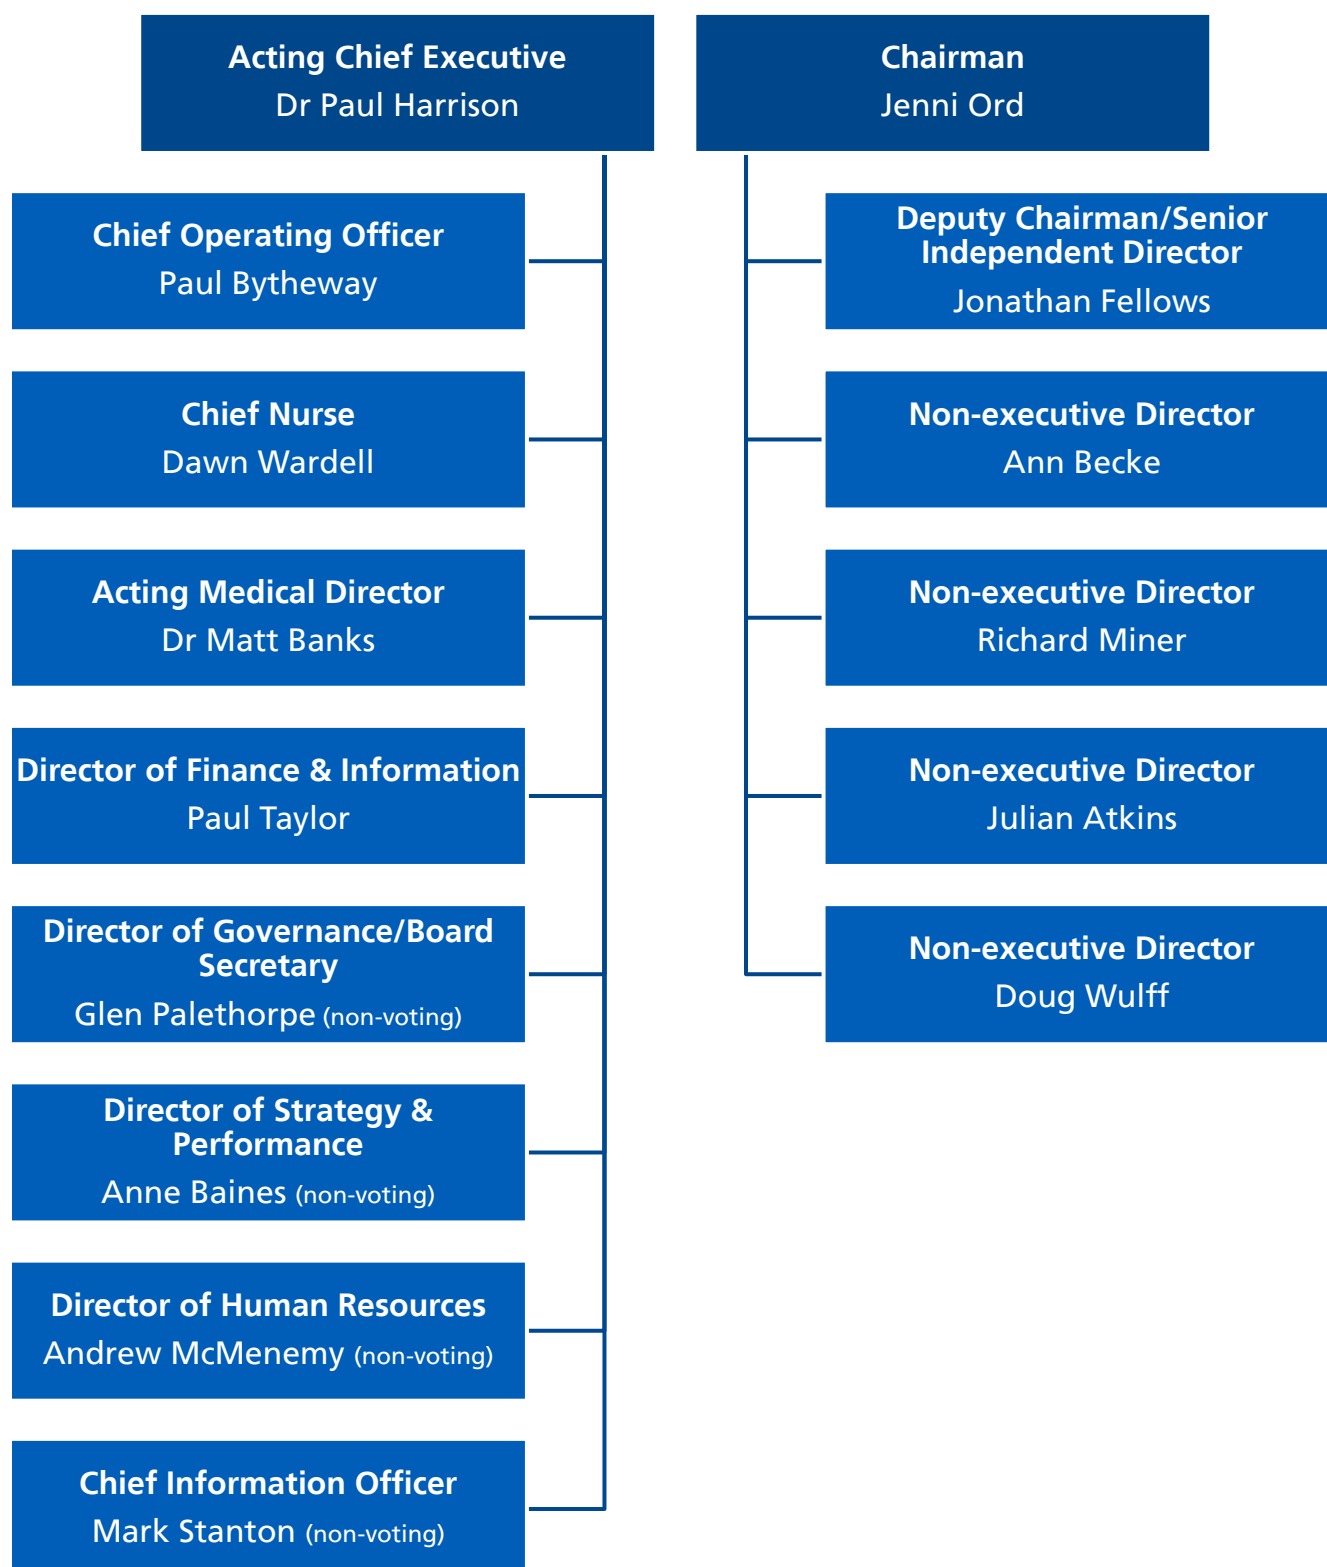 Acting Chief Executive
Dr Paul Harrison
Chairman
Jenni Ord
Chief Operating Officer
Paul Bytheway
Chief Nurse
Dawn Wardell
Acting Medical Director
Dr Matt Banks
Director of Finance & Information
Paul Taylor
Director of Governance/Board
Secretary
Glen Palethorpe (non-voting)
Director of Strategy &
Performance
Anne Baines (non-voting)
Director of Human Resources
Andrew McMenemy (non-voting)
Chief Information Officer
Mark Stanton (non-voting)
Deputy Chairman/Senior
Independent Director
Jonathan Fellows
Non-executive Director
Ann Becke
Non-executive Director
Richard Miner
Non-executive Director
Julian Atkins
Non-executive Director
Doug Wulff